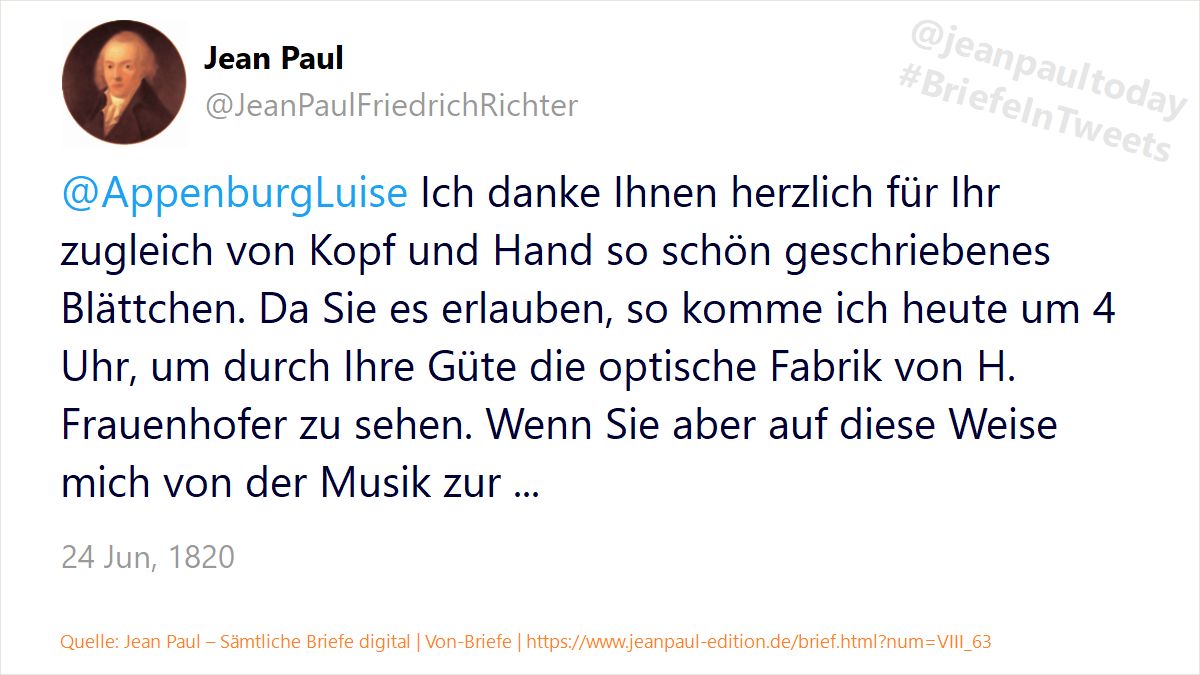 Jean Paul
@JeanPaulFriedrichRichter
@jeanpaultoday
#BriefeInTweets
@AppenburgLuise Ich danke Ihnen herzlich für Ihr
zugleich von Kopf und Hand so schön geschriebenes
Blättchen. Da Sie es erlauben, so komme ich heute um 4
Uhr, um durch Ihre Güte die optische Fabrik von H.
Frauenhofer zu sehen. Wenn Sie aber auf diese Weise
mich von der Musik zur ...
24 Jun, 1820
Quelle: Jean Paul – Sämtliche Briefe digital | Von-Briefe | https://www.jeanpaul-edition.de/brief.html?num=VIII_63